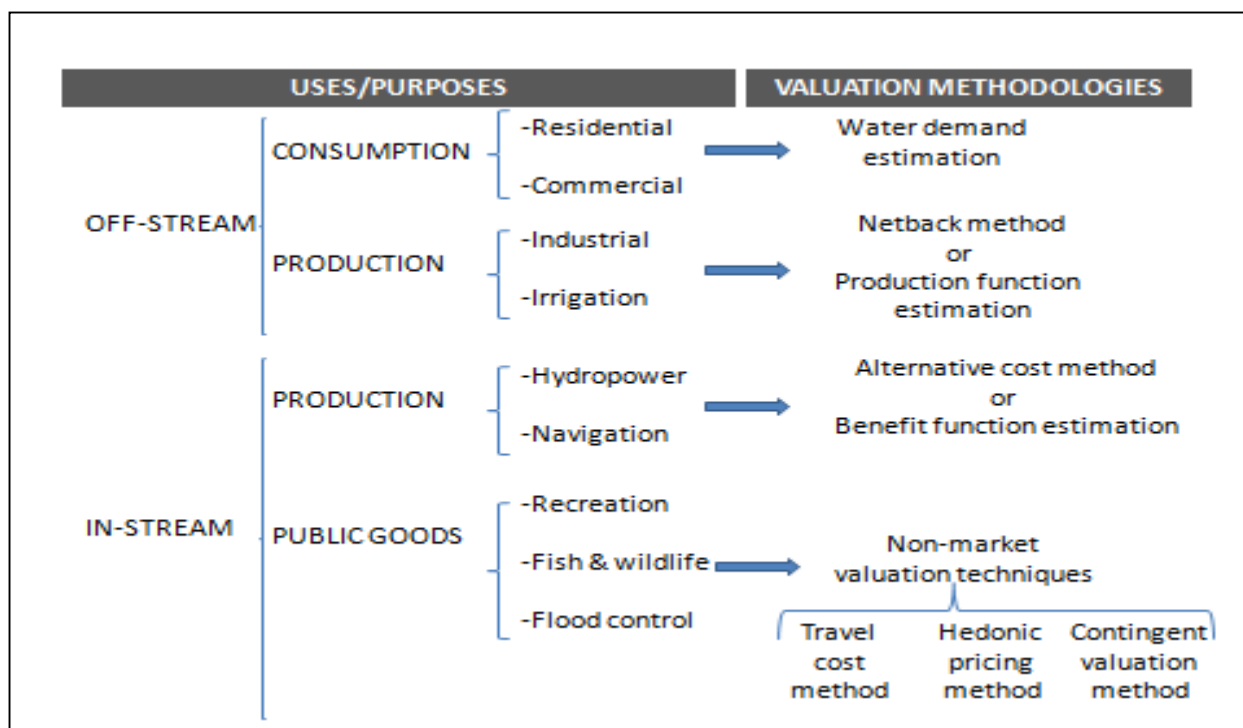 USES/PURPOSES
VALUATION METHODOLOGIES
OFF-STREAM
CONSUMPTION
-Residential
-Commercial
Water demand
estimation
PRODUCTION
-Industrial
-Irrigation
Netback method
or
Production function
estimation
IN-STREAM
PRODUCTION
-Hydropower
-Navigation
Alternative cost method
or
Benefit function estimation
PUBLIC GOODS
-Recreation
-Fish & wildlife
-Flood control
Non-market
valuation techniques
Travel
cost
method
Hedonic
pricing
method
Contingent
valuation
method